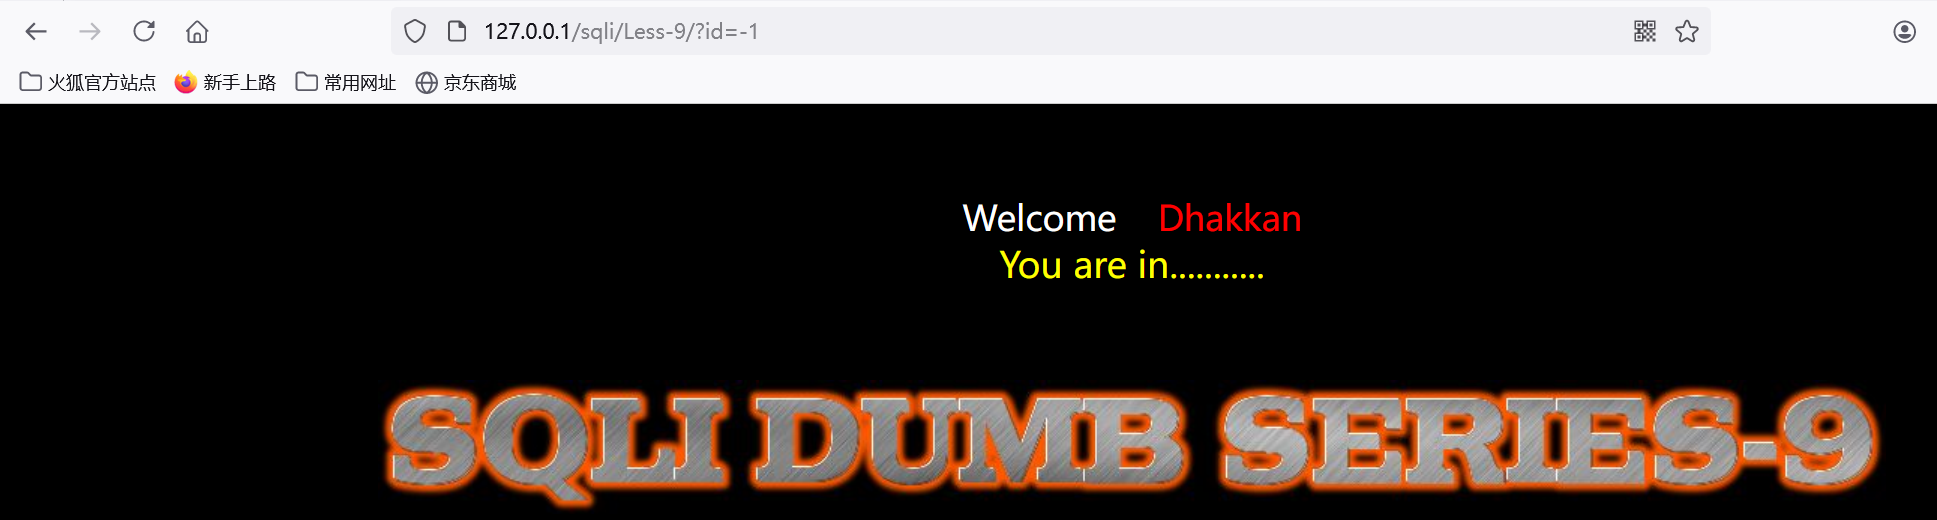 127.0.0.1/sqli/Less-9/?id=-1
火狐官方站点 新手上路 常用网址 京东商城
Welcome Dhakkan
You are in...........
SQLI DUMB SERIES-9